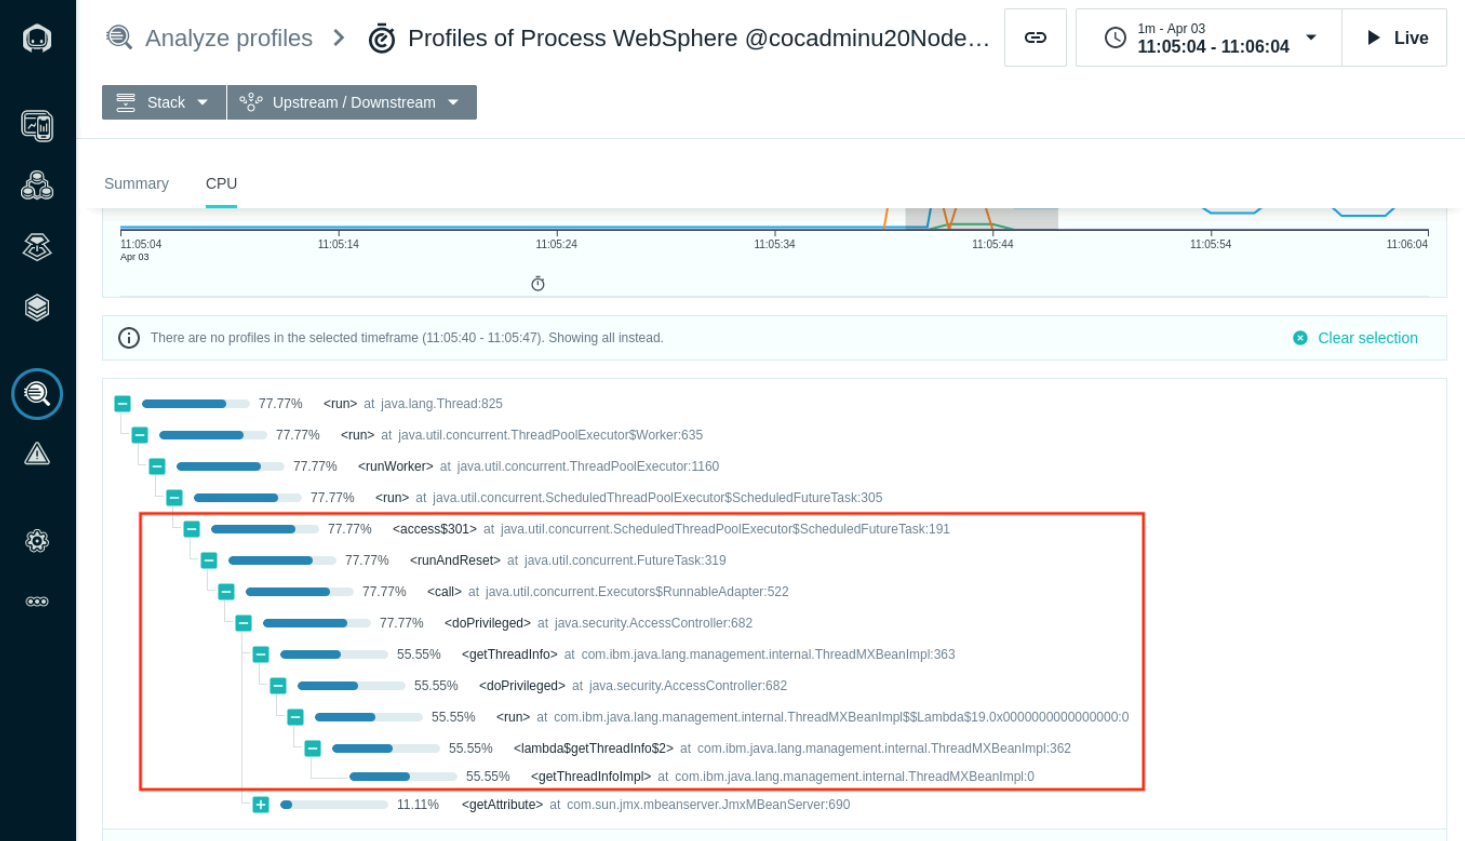 Analyze profiles > Profiles of Process WebSphere @cocadminu20Node...
1m - Apr 03
11:05:04 - 11:06:04
Live
Stack
Upstream / Downstream
Summary
CPU
11:05:04 11:05:14 11:05:24 11:05:34 11:05:44 11:05:54 11:06:04
Apr 03
There are no profiles in the selected timeframe (11:05:40 - 11:05:47). Showing all instead.
Clear selection
77.77% <run> at java.lang.Thread:825
77.77% <run> at java.util.concurrent.ThreadPoolExecutor$Worker:635
77.77% <runWorker> at java.util.concurrent.ThreadPoolExecutor:1160
77.77% <run> at java.util.concurrent.ScheduledThreadPoolExecutor$ScheduledFutureTask:305
77.77% <access$301> at java.util.concurrent.ScheduledThreadPoolExecutor$ScheduledFutureTask:191
77.77% <runAndReset> at java.util.concurrent.FutureTask:319
77.77% <call> at java.util.concurrent.Executors$RunnableAdapter:522
77.77% <doPrivileged> at java.security.AccessController:682
55.55% <getThreadInfo> at com.ibm.java.lang.management.internal.ThreadMXBeanImpl:363
55.55% <doPrivileged> at java.security.AccessController:682
55.55% <run> at com.ibm.java.lang.management.internal.ThreadMXBeanImpl$$Lambda$19.0x0000000000000000:0
55.55% <lambda$getThreadInfo$2> at com.ibm.java.lang.management.internal.ThreadMXBeanImpl:362
55.55% <getThreadInfoImpl> at com.ibm.java.lang.management.internal.ThreadMXBeanImpl:0
11.11% <getAttribute> at com.sun.jmx.mbeanserver.JmxMBeanServer:690